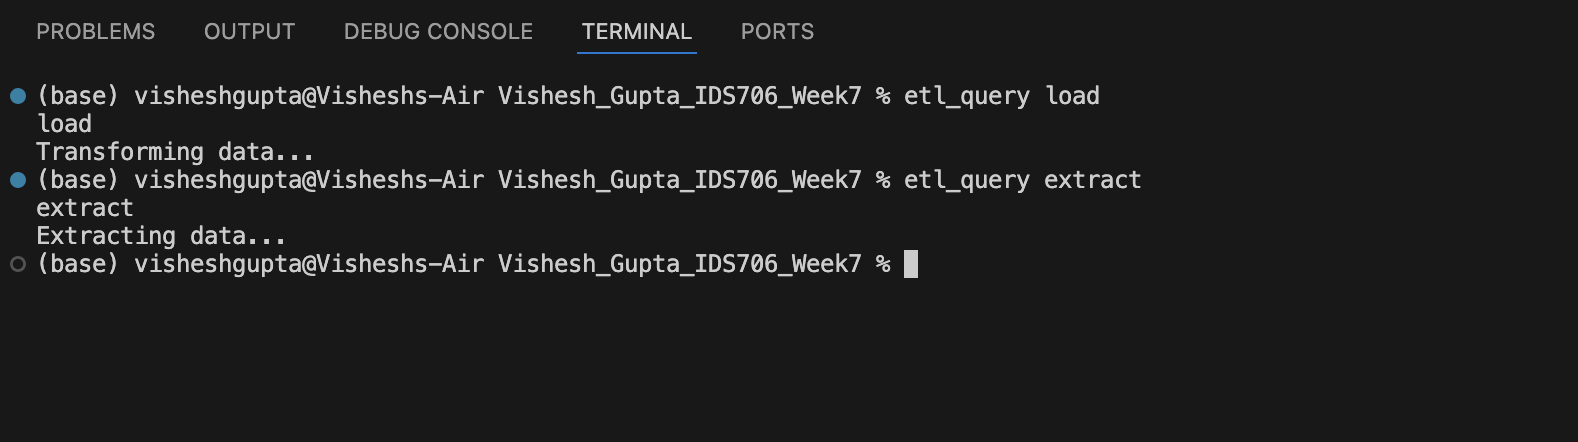 PROBLEMS OUTPUT DEBUG CONSOLE TERMINAL PORTS
(base) visheshgupta@Visheshs-Air Vishesh_Gupta_IDS706_Week7 % etl_query load
load
Transforming data...
(base) visheshgupta@Visheshs-Air Vishesh_Gupta_IDS706_Week7 % etl_query extract
extract
Extracting data...
(base) visheshgupta@Visheshs-Air Vishesh_Gupta_IDS706_Week7 %